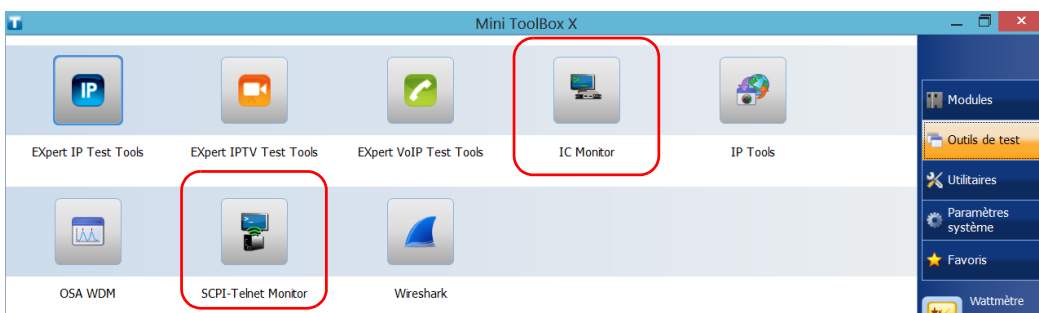 Mini ToolBox X
IP
EXpert IP Test Tools
EXpert IPTV Test Tools
EXpert VoIP Test Tools
IC Monitor
IP Tools
OSA WDM
SCPI-Telnet Monitor
Wireshark
Modules
Outils de test
Utilitaires
Paramètres
système
Favoris
Wattmètre